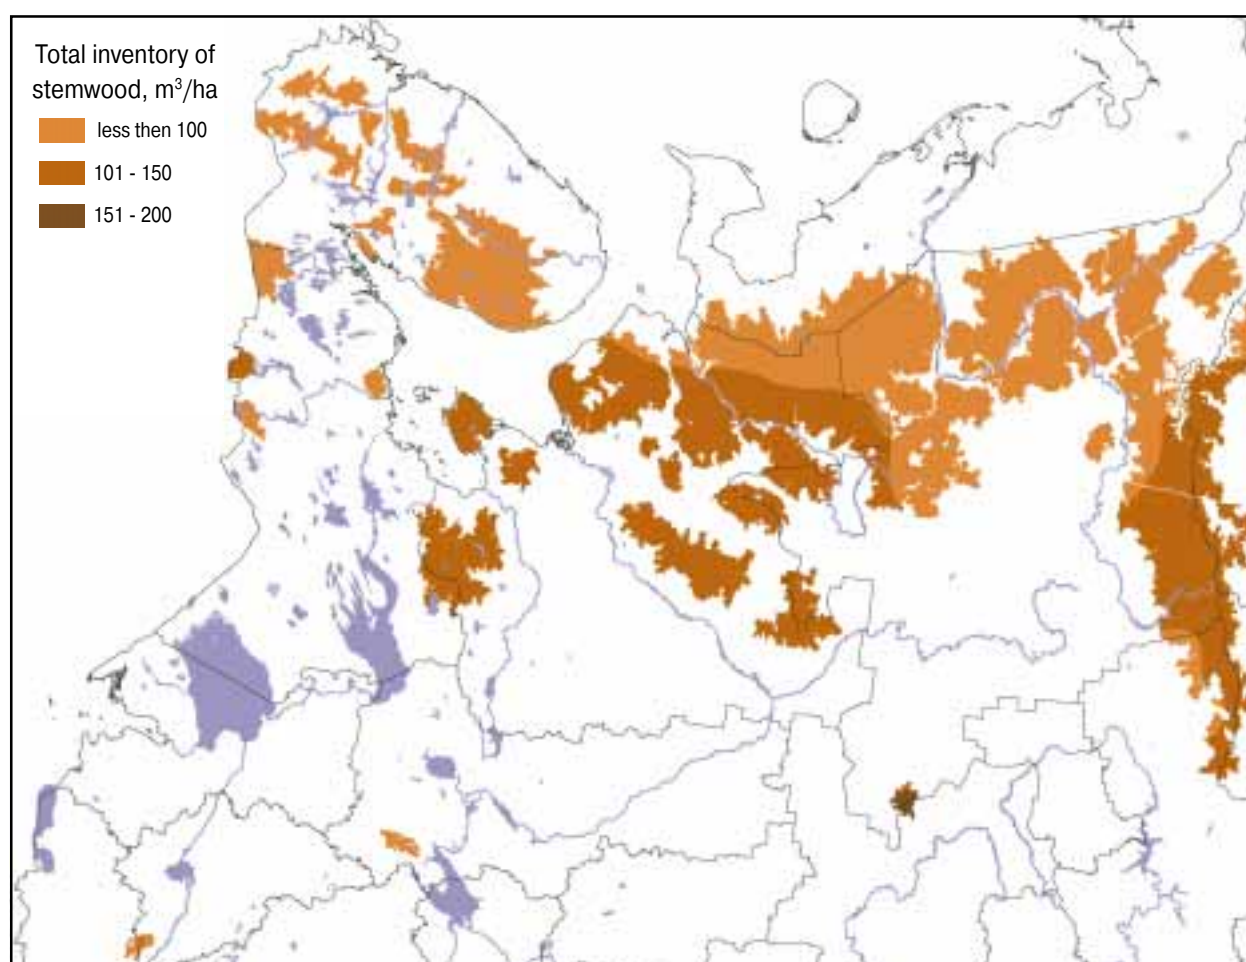 Total inventory of
stemwood, m³/ha
less then 100
101 - 150
151 - 200